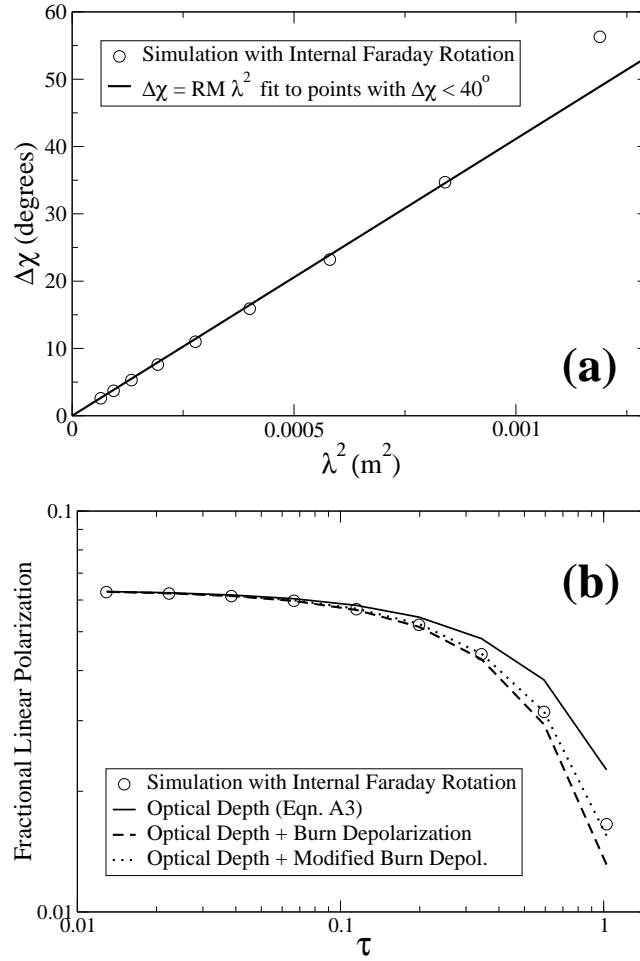 60
50
40
30
20
10
0
Δχ (degrees)
Simulation with Internal Faraday Rotation
Δχ = RM λ² fit to points with Δχ < 40°
(a)
0 0.0005 0.001
λ² (m²)
0.1
0.01
Fractional Linear Polarization
(b)
Simulation with Internal Faraday Rotation
Optical Depth (Eqn. A3)
Optical Depth + Burn Depolarization
Optical Depth + Modified Burn Depol.
0.01 0.1 1
τ